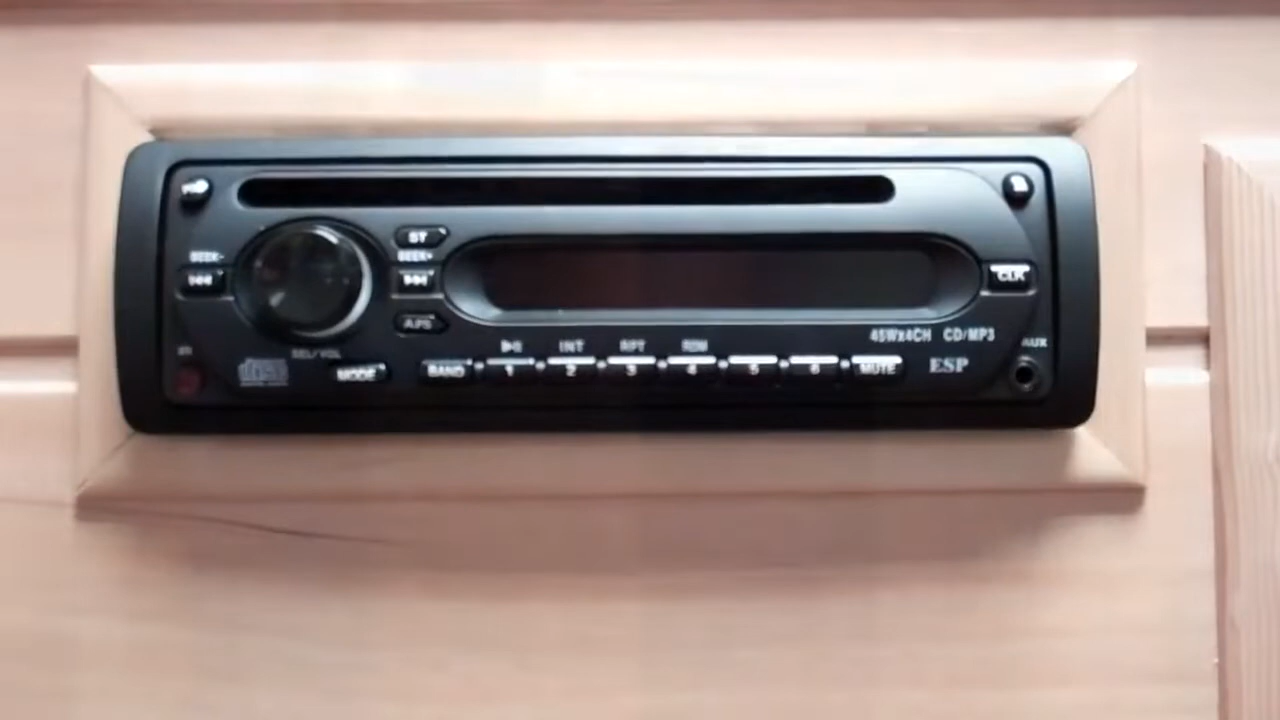 ST
SEEK- SEEK+
CLK
APS
45Wx4CH CD/MP3
SEL/VOL INT RPT RDM AUX
MODE BAND 1 2 3 4 5 6 MUTE ESP